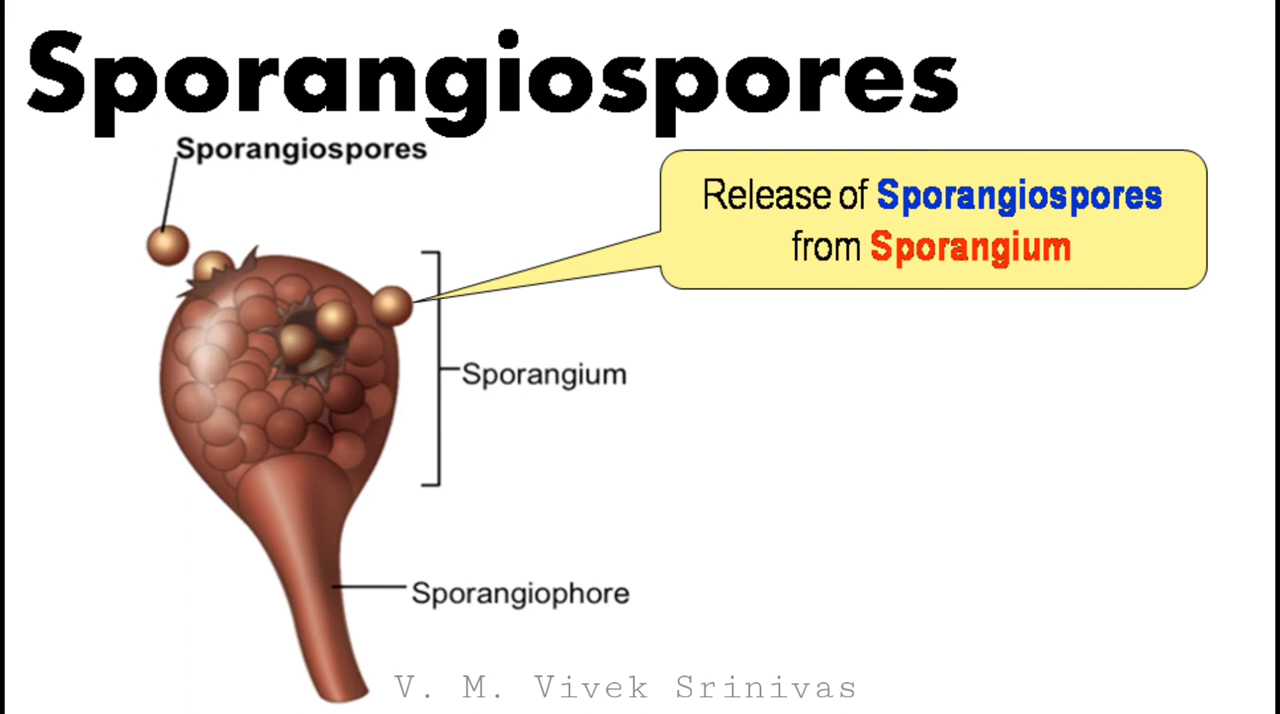 Sporangiospores
Sporangiospores
Release of Sporangiospores
from Sporangium
Sporangium
Sporangiophore
V. M. Vivek Srinivas